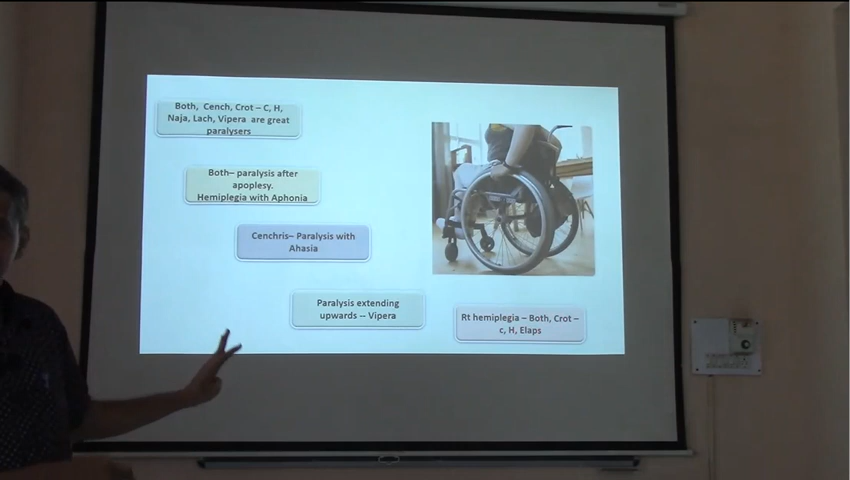 Both, Cench, Crot – C, H,
Naja, Lach, Vipera are great
paralysers
Both– paralysis after
apoplesy.
Hemiplegia with Aphonia
Cenchris– Paralysis with
Ahasia
Paralysis extending
upwards – Vipera
Rt hemiplegia – Both, Crot –
c, H, Elaps